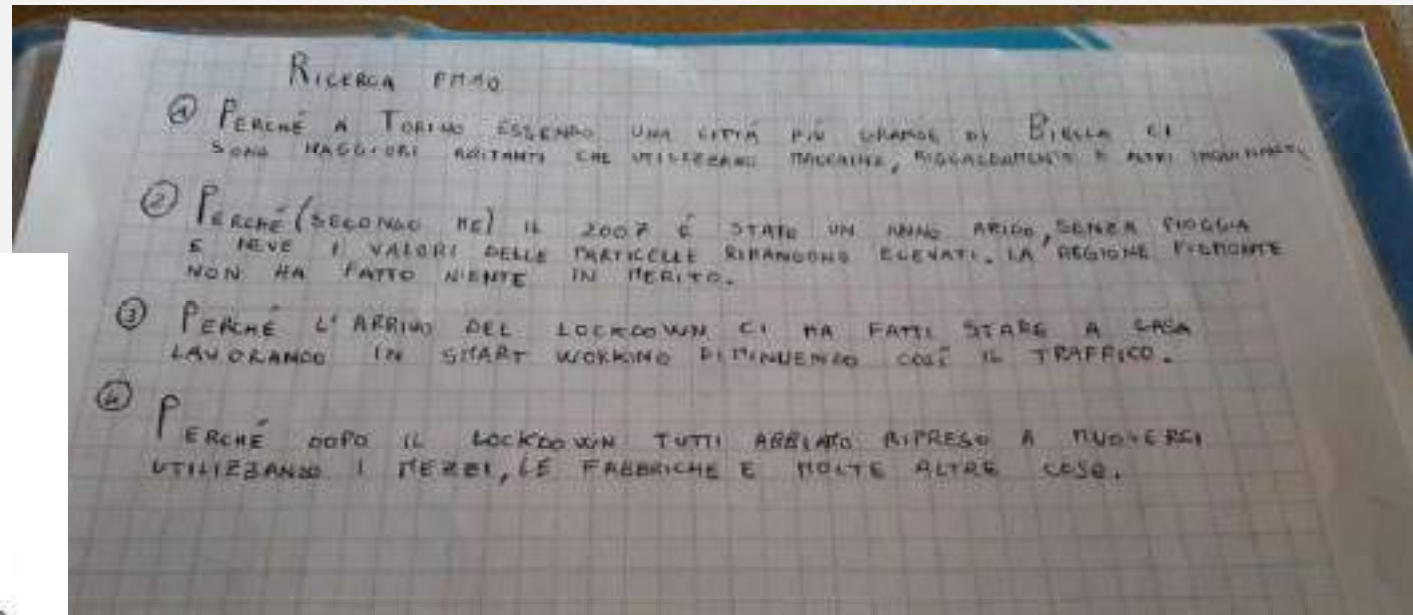 RICERCA PM10
① PERCHÉ A TORINO ESSENDO UNA CITTÁ PIÚ GRANDE DI BIELLA CI
SONO MAGGIORI ABITANTI CHE UTILIZZANO MACCHINE, RISCALDAMENTO E ALTRI INQUINANTI.
② PERCHÉ (SECONDO ME) IL 2007 É STATO UN ANNO ARIDO, SENZA PIOGGIA
E NEVE I VALORI DELLE PARTICELLE RIMANGONO ELEVATI. LA REGIONE PIEMONTE
NON HA FATTO NIENTE IN MERITO.
③ PERCHÉ L'ARRIVO DEL LOCKDOWN CI HA FATTI STARE A CASA
LAVORANDO IN SMART WORKING DIMINUENDO COSÍ IL TRAFFICO.
④ PERCHÉ DOPO IL LOCKDOWN TUTTI ABBIAMO RIPRESO A MUOVERCI
UTILIZZANDO I MEZZI, LE FABBRICHE E MOLTE ALTRE COSE.